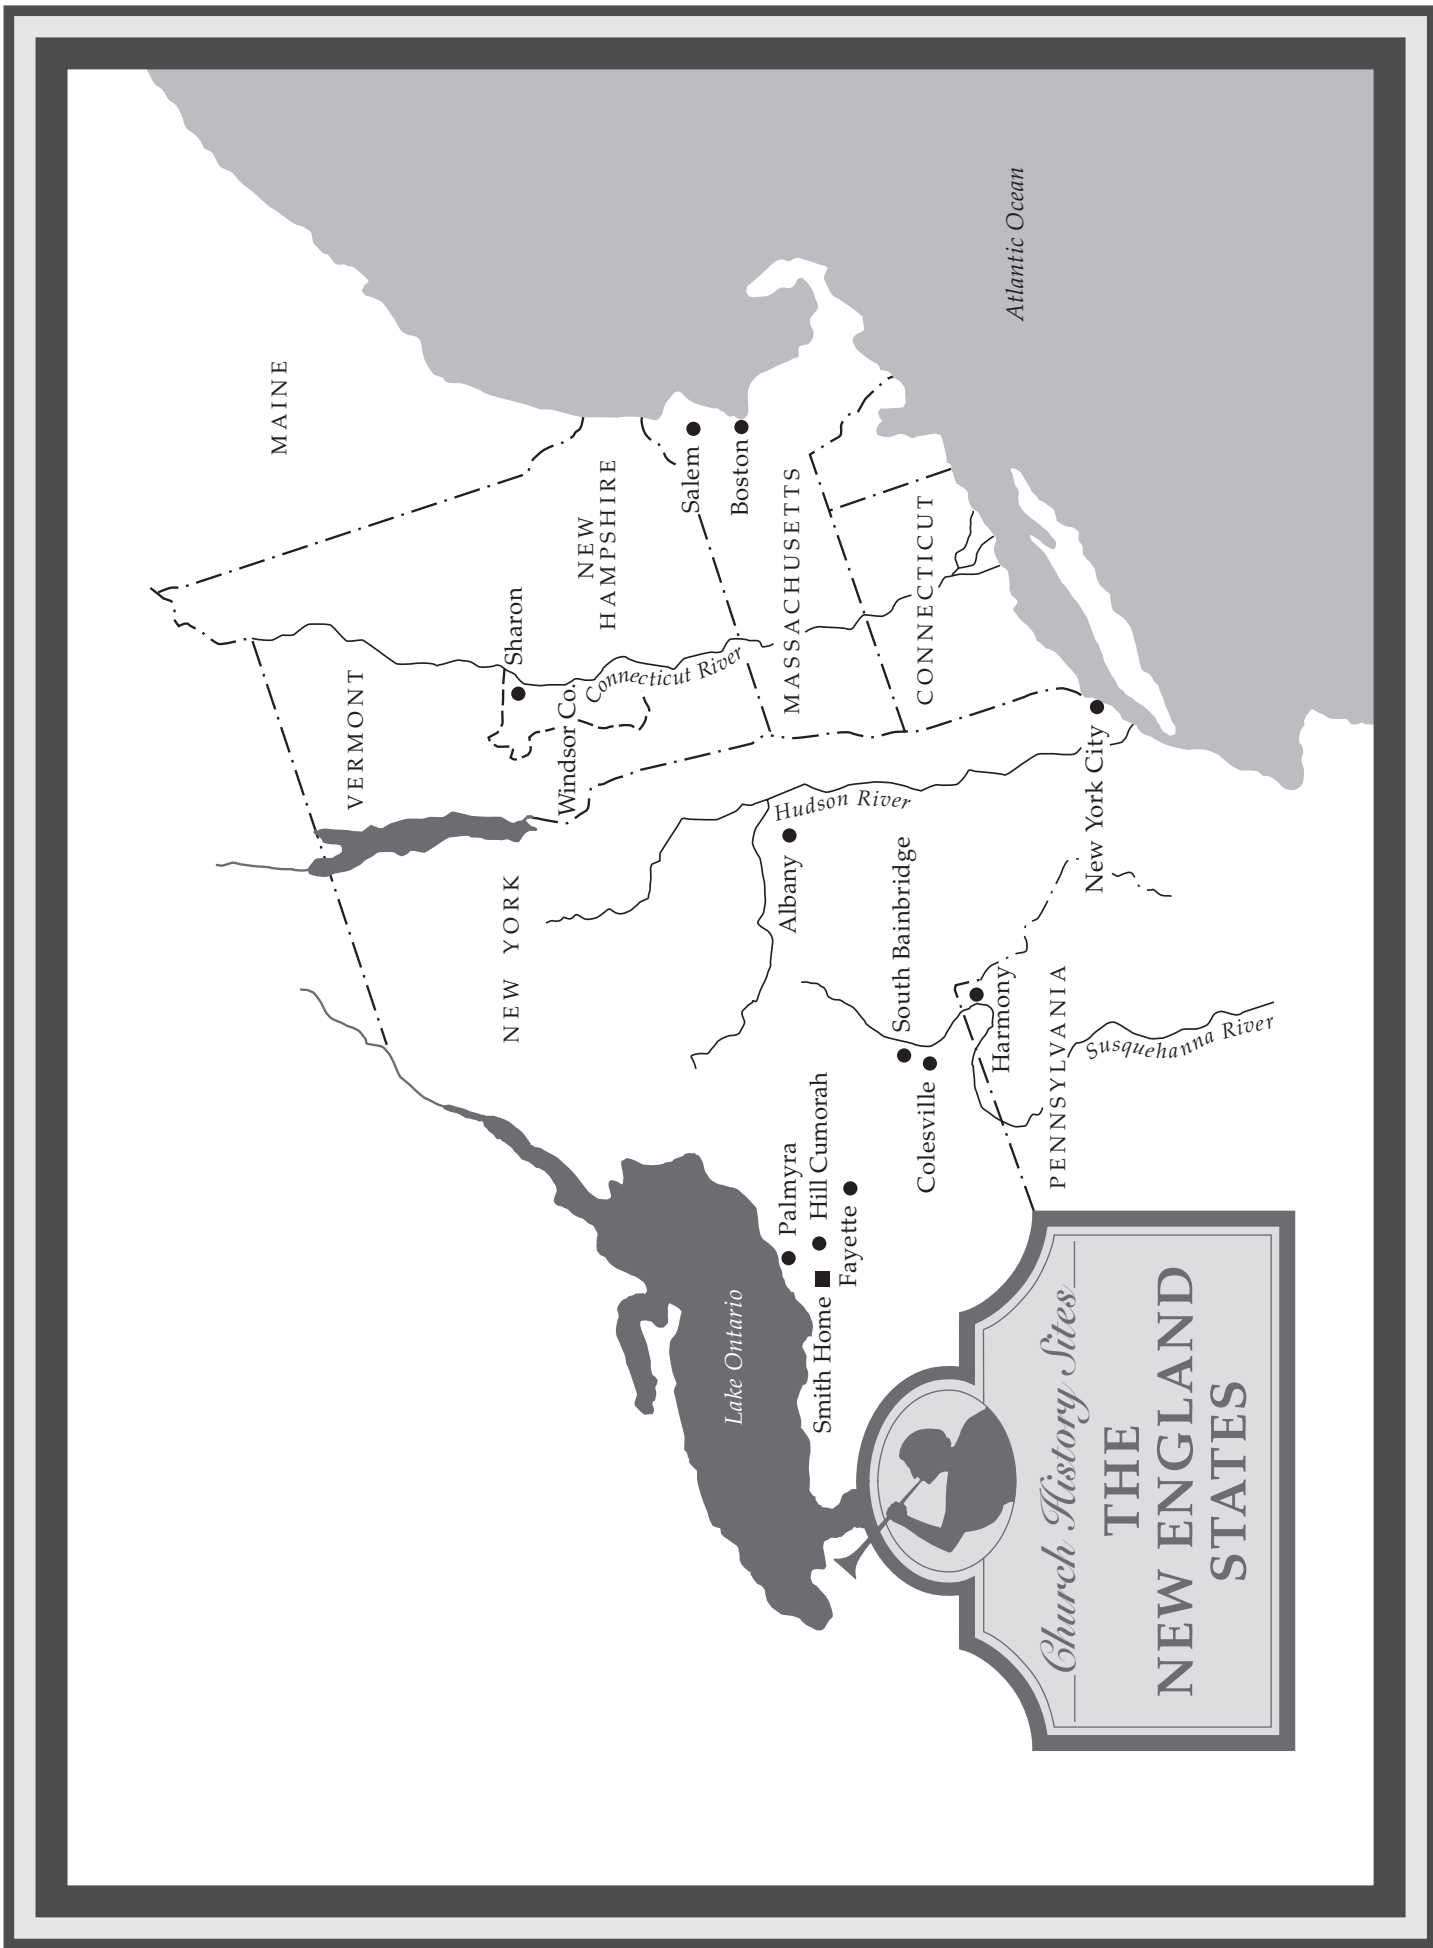 MAINE
VERMONT
NEW
HAMPSHIRE
Sharon
Windsor Co.
Connecticut River
NEW YORK
Salem
Boston
MASSACHUSETTS
CONNECTICUT
Atlantic Ocean
Hudson River
Albany
South Bainbridge
Colesville
New York City
Harmony
PENNSYLVANIA
Susquehanna River
Palmyra
Hill Cumorah
Fayette
Smith Home
Lake Ontario
Church History Sites
THE
NEW ENGLAND
STATES